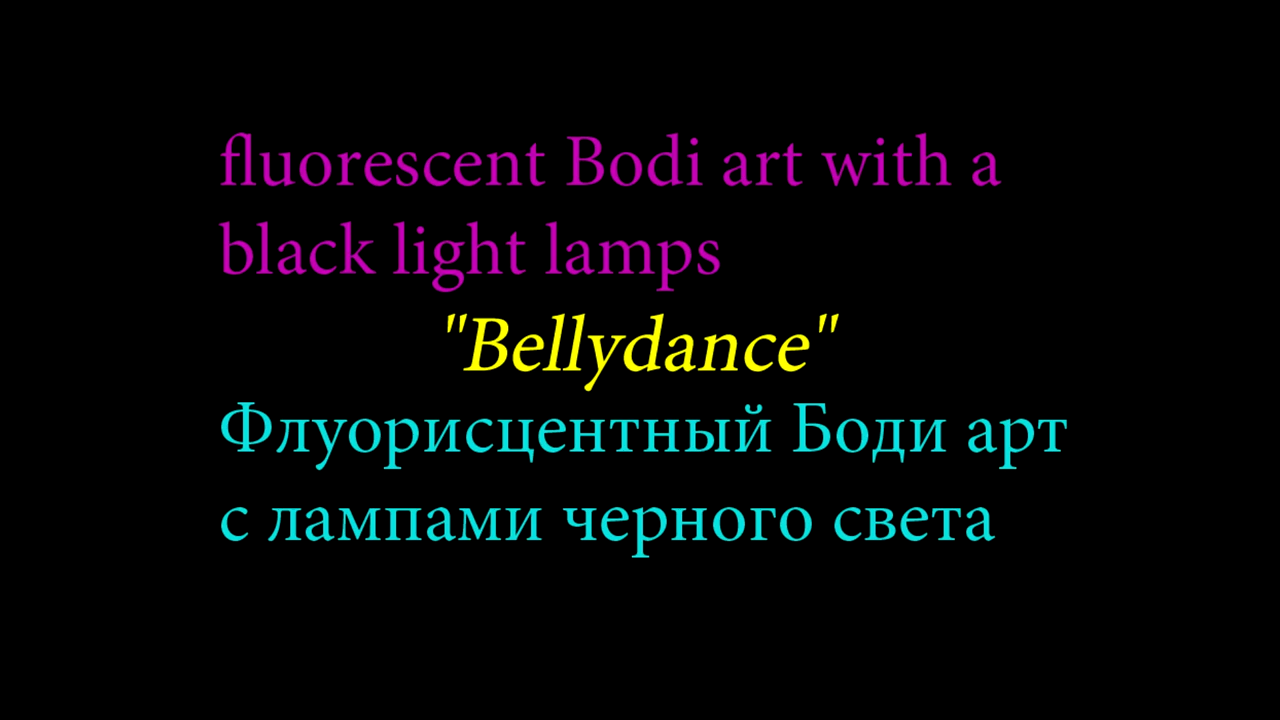 fluorescent Bodi art with a
black light lamps
"Bellydance"
Флуорисцентный Боди арт
с лампами черного света